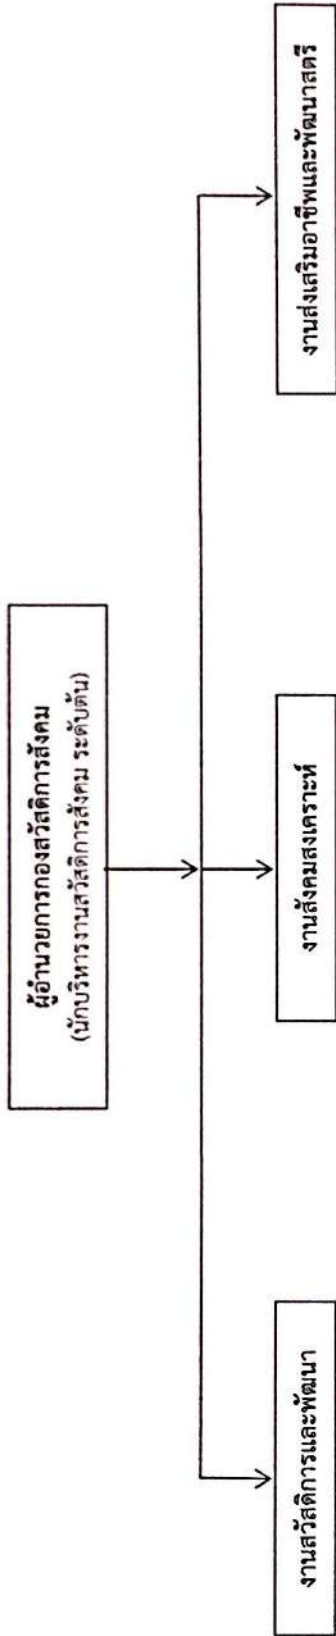 ผู้อำนวยการกองสวัสดิการสังคม
(นักบริหารงานสวัสดิการสังคม ระดับต้น)
งานสวัสดิการและพัฒนา
งานสังคมสงเคราะห์
งานส่งเสริมอาชีพและพัฒนาสตรี